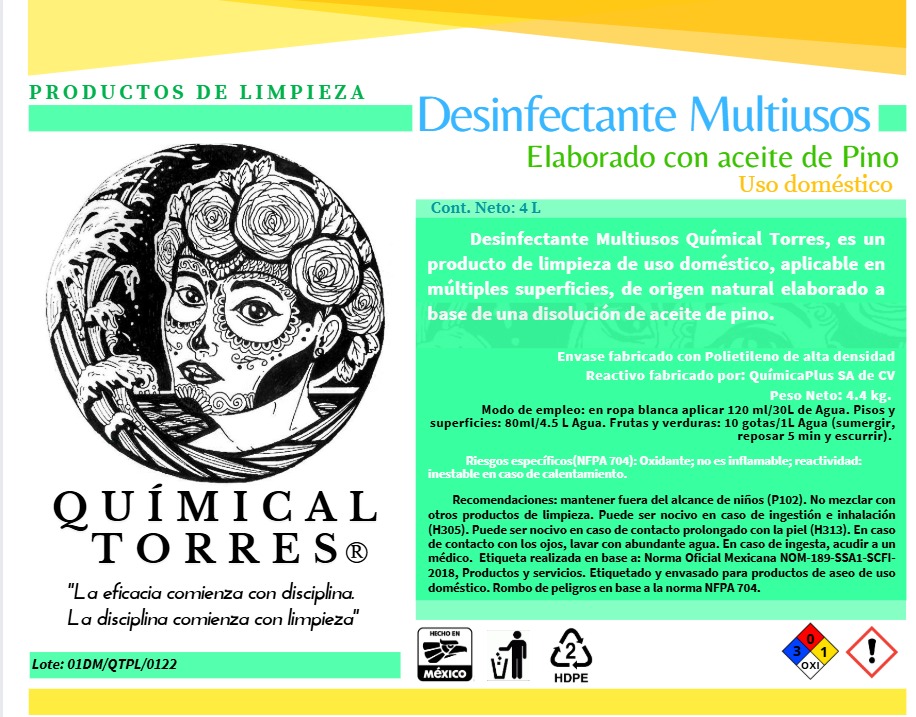 PRODUCTOS DE LIMPIEZA
Desinfectante Multiusos
Elaborado con aceite de Pino
Uso doméstico
Cont. Neto: 4 L
Desinfectante Multiusos Químical Torres, es un
producto de limpieza de uso doméstico, aplicable en
múltiples superficies, de origen natural elaborado a
base de una disolución de aceite de pino.
Envase fabricado con Polietileno de alta densidad
Reactivo fabricado por: QuímicaPlus SA de CV
Peso Neto: 4.4 kg.
Modo de empleo: en ropa blanca aplicar 120 ml/30L de Agua. Pisos y
superficies: 80ml/4.5 L Agua. Frutas y verduras: 10 gotas/1L Agua (sumergir,
reposar 5 min y escurrir).
Riesgos específicos(NFPA 704): Oxidante; no es inflamable; reactividad:
inestable en caso de calentamiento.
Recomendaciones: mantener fuera del alcance de niños (P102). No mezclar con
otros productos de limpieza. Puede ser nocivo en caso de ingestión e inhalación
(H305). Puede ser nocivo en caso de contacto prolongado con la piel (H313). En caso
de contacto con los ojos, lavar con abundante agua. En caso de ingesta, acudir a un
médico. Etiqueta realizada en base a: Norma Oficial Mexicana NOM-189-SSA1-SCFI-
2018, Productos y servicios. Etiquetado y envasado para productos de aseo de uso
doméstico. Rombo de peligros en base a la norma NFPA 704.
QUÍMICAL
TORRES®
"La eficacia comienza con disciplina.
La disciplina comienza con limpieza"
Lote: 01DM/QTPL/0122
HECHO EN
MÉXICO
2
HDPE
0
3 1
OXI
!